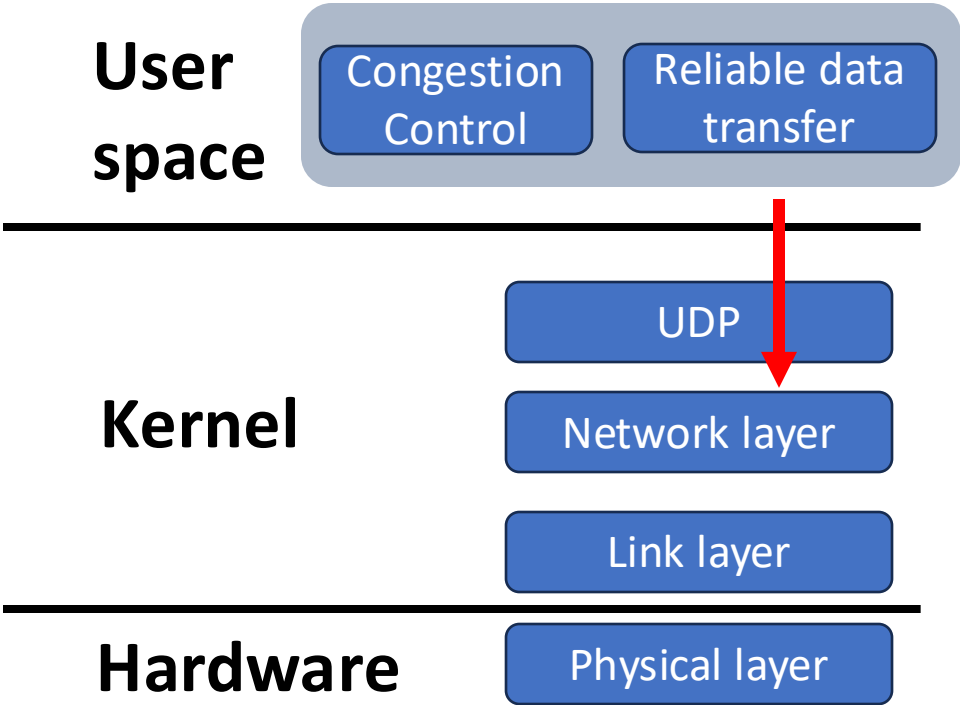 User
space
Congestion
Control
Reliable data
transfer
Kernel
UDP
Network layer
Link layer
Hardware
Physical layer